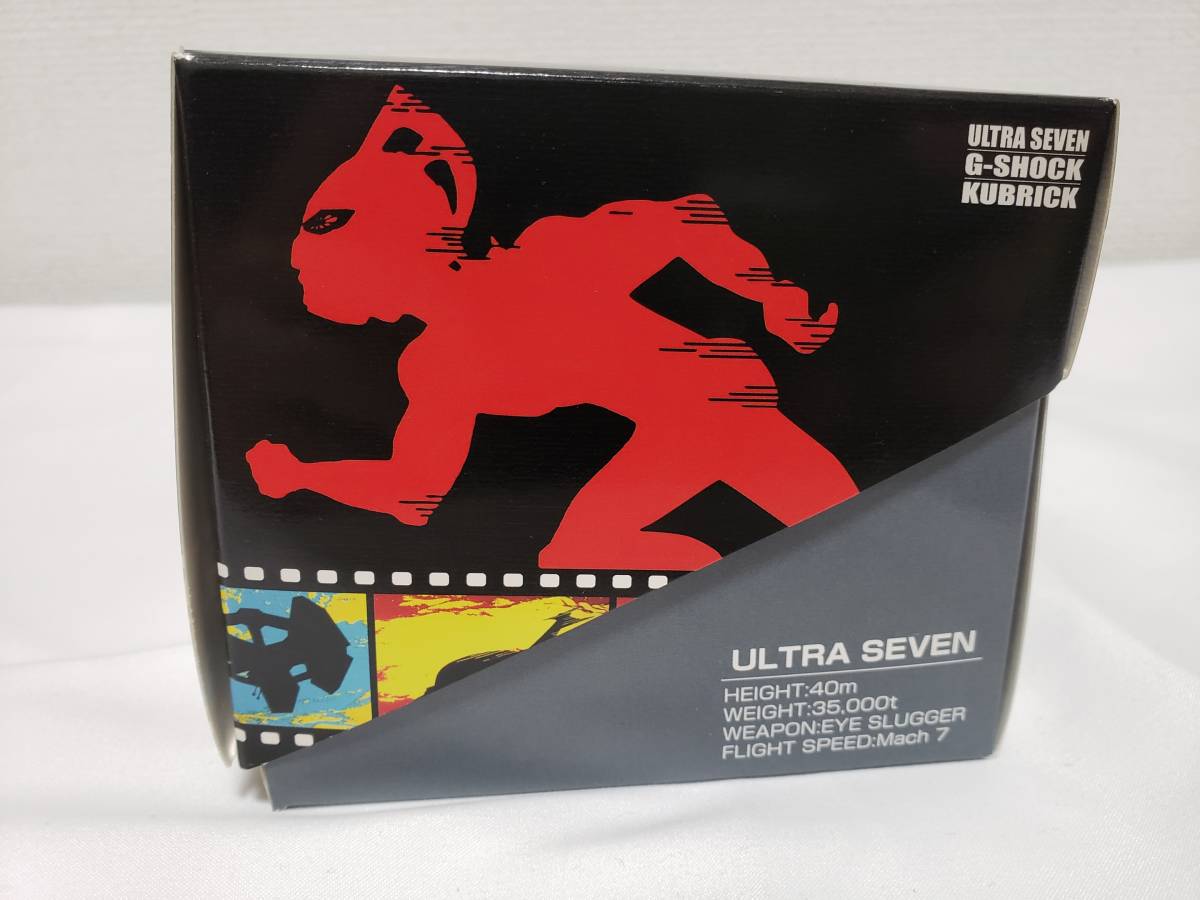 ULTRA SEVEN
G-SHOCK
KUBRICK
ULTRA SEVEN
HEIGHT:40m
WEIGHT:35,000t
WEAPON:EYE SLUGGER
FLIGHT SPEED:Mach 7